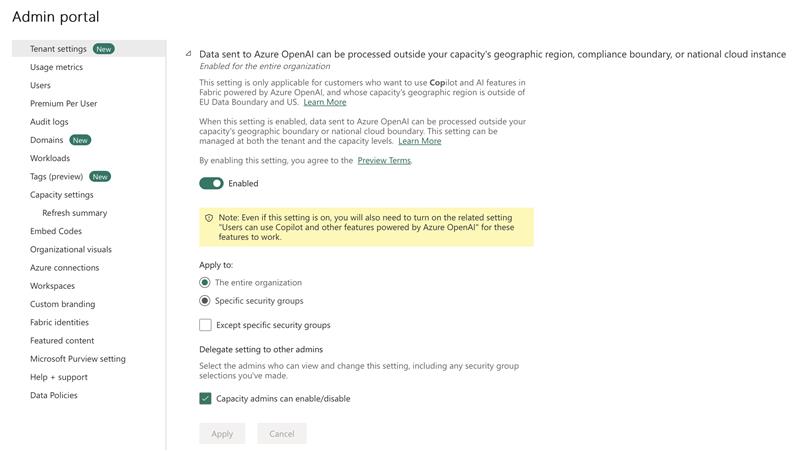 Admin portal
Tenant settings New
Usage metrics
Users
Premium Per User
Audit logs
Domains New
Workloads
Tags (preview) New
Capacity settings
Refresh summary
Embed Codes
Organizational visuals
Azure connections
Workspaces
Custom branding
Fabric identities
Featured content
Microsoft Purview setting
Help + support
Data Policies
Data sent to Azure OpenAI can be processed outside your capacity's geographic region, compliance boundary, or national cloud instance
Enabled for the entire organization
This setting is only applicable for customers who want to use Copilot and AI features in
Fabric powered by Azure OpenAI, and whose capacity's geographic region is outside of
EU Data Boundary and US. Learn More
When this setting is enabled, data sent to Azure OpenAI can be processed outside your
capacity's geographic boundary or national cloud boundary. This setting can be
managed at both the tenant and the capacity levels. Learn More
By enabling this setting, you agree to the Preview Terms.
Enabled
Note: Even if this setting is on, you will also need to turn on the related setting
"Users can use Copilot and other features powered by Azure OpenAI" for these
features to work.
Apply to:
The entire organization
Specific security groups
Except specific security groups
Delegate setting to other admins
Select the admins who can view and change this setting, including any security group
selections you've made.
Capacity admins can enable/disable
Apply Cancel